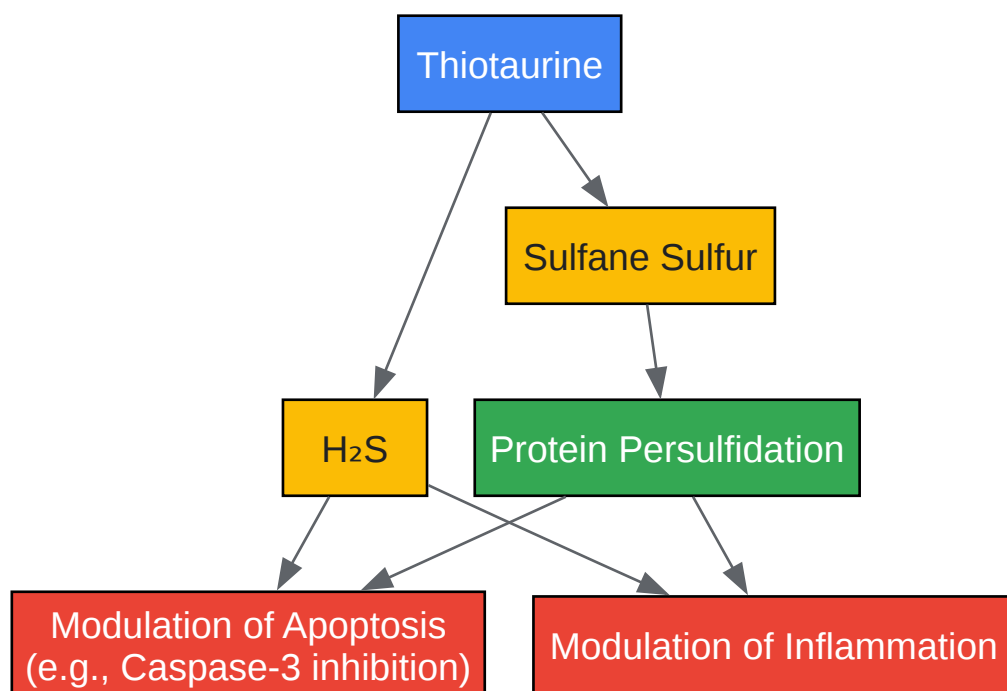 Thiotaurine
Sulfane Sulfur
H₂S
Protein Persulfidation
Modulation of Apoptosis
(e.g., Caspase-3 inhibition)
Modulation of Inflammation